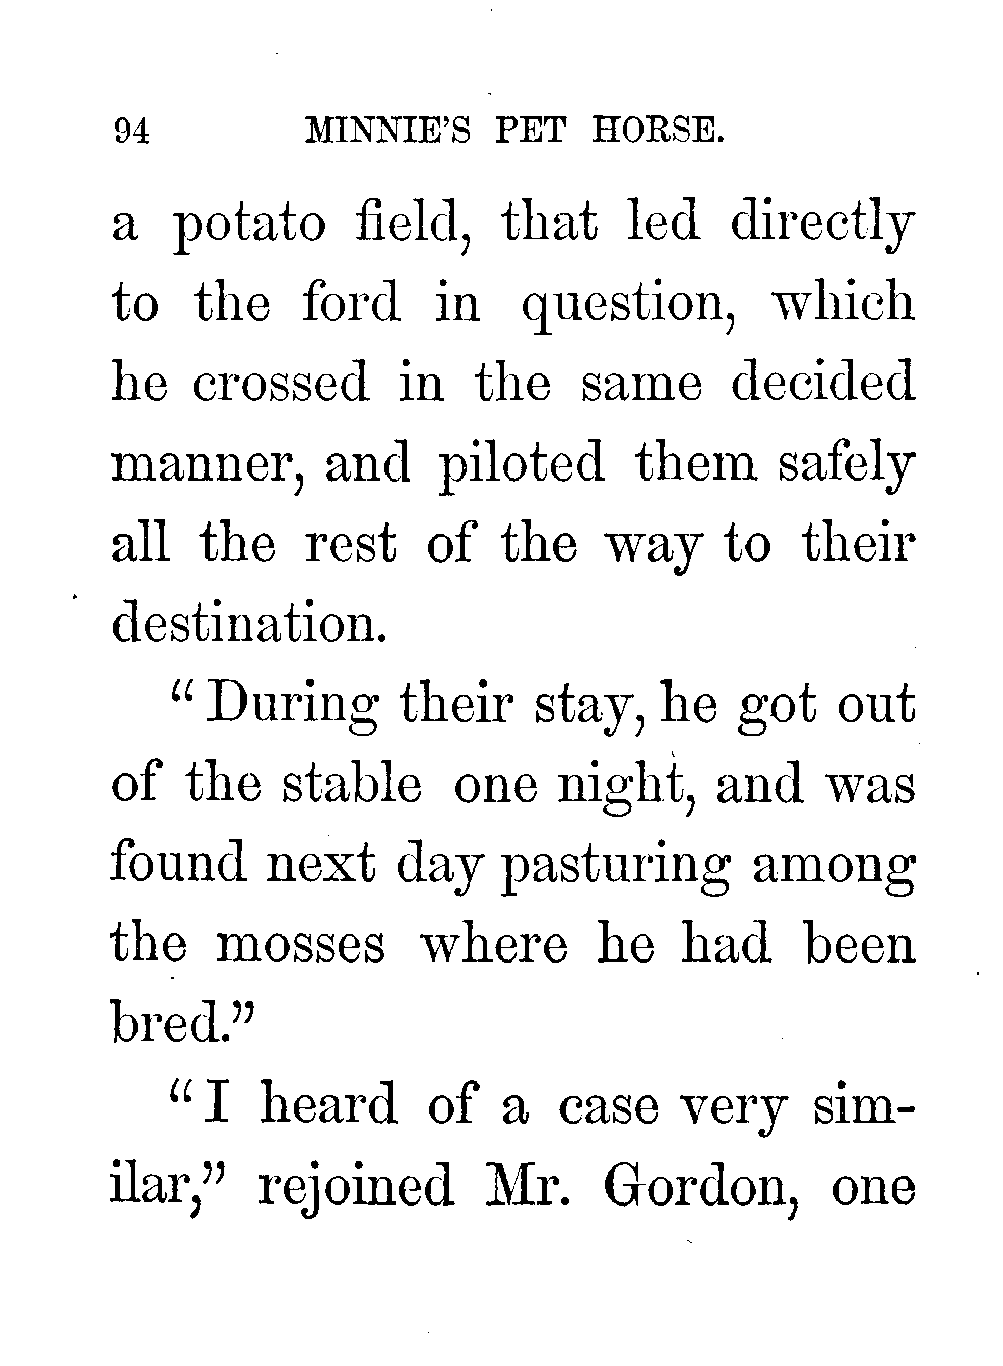 94 MINNIE'S PET HORSE.
a potato field, that led directly
to the ford in question, which
he crossed in the same decided
manner, and piloted them safely
all the rest of the way to their
destination.
“ During their stay, he got out
of the stable one night, and was
found next day pasturing among
the mosses where he had been
bred.”
“ I heard of a case very sim-
ilar,” rejoined Mr. Gordon, one